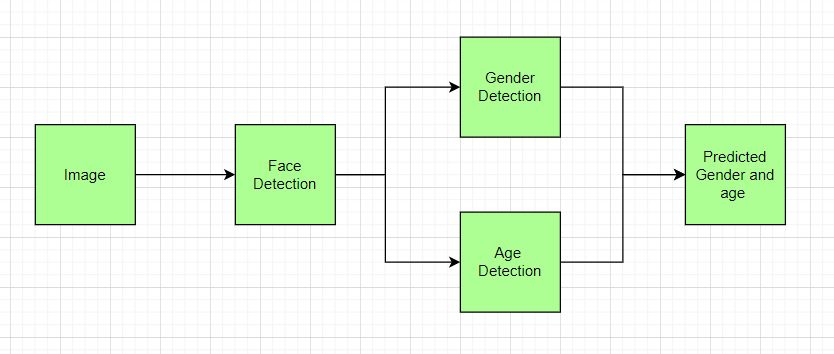 Image
Face
Detection
Gender
Detection
Age
Detection
Predicted
Gender and
age